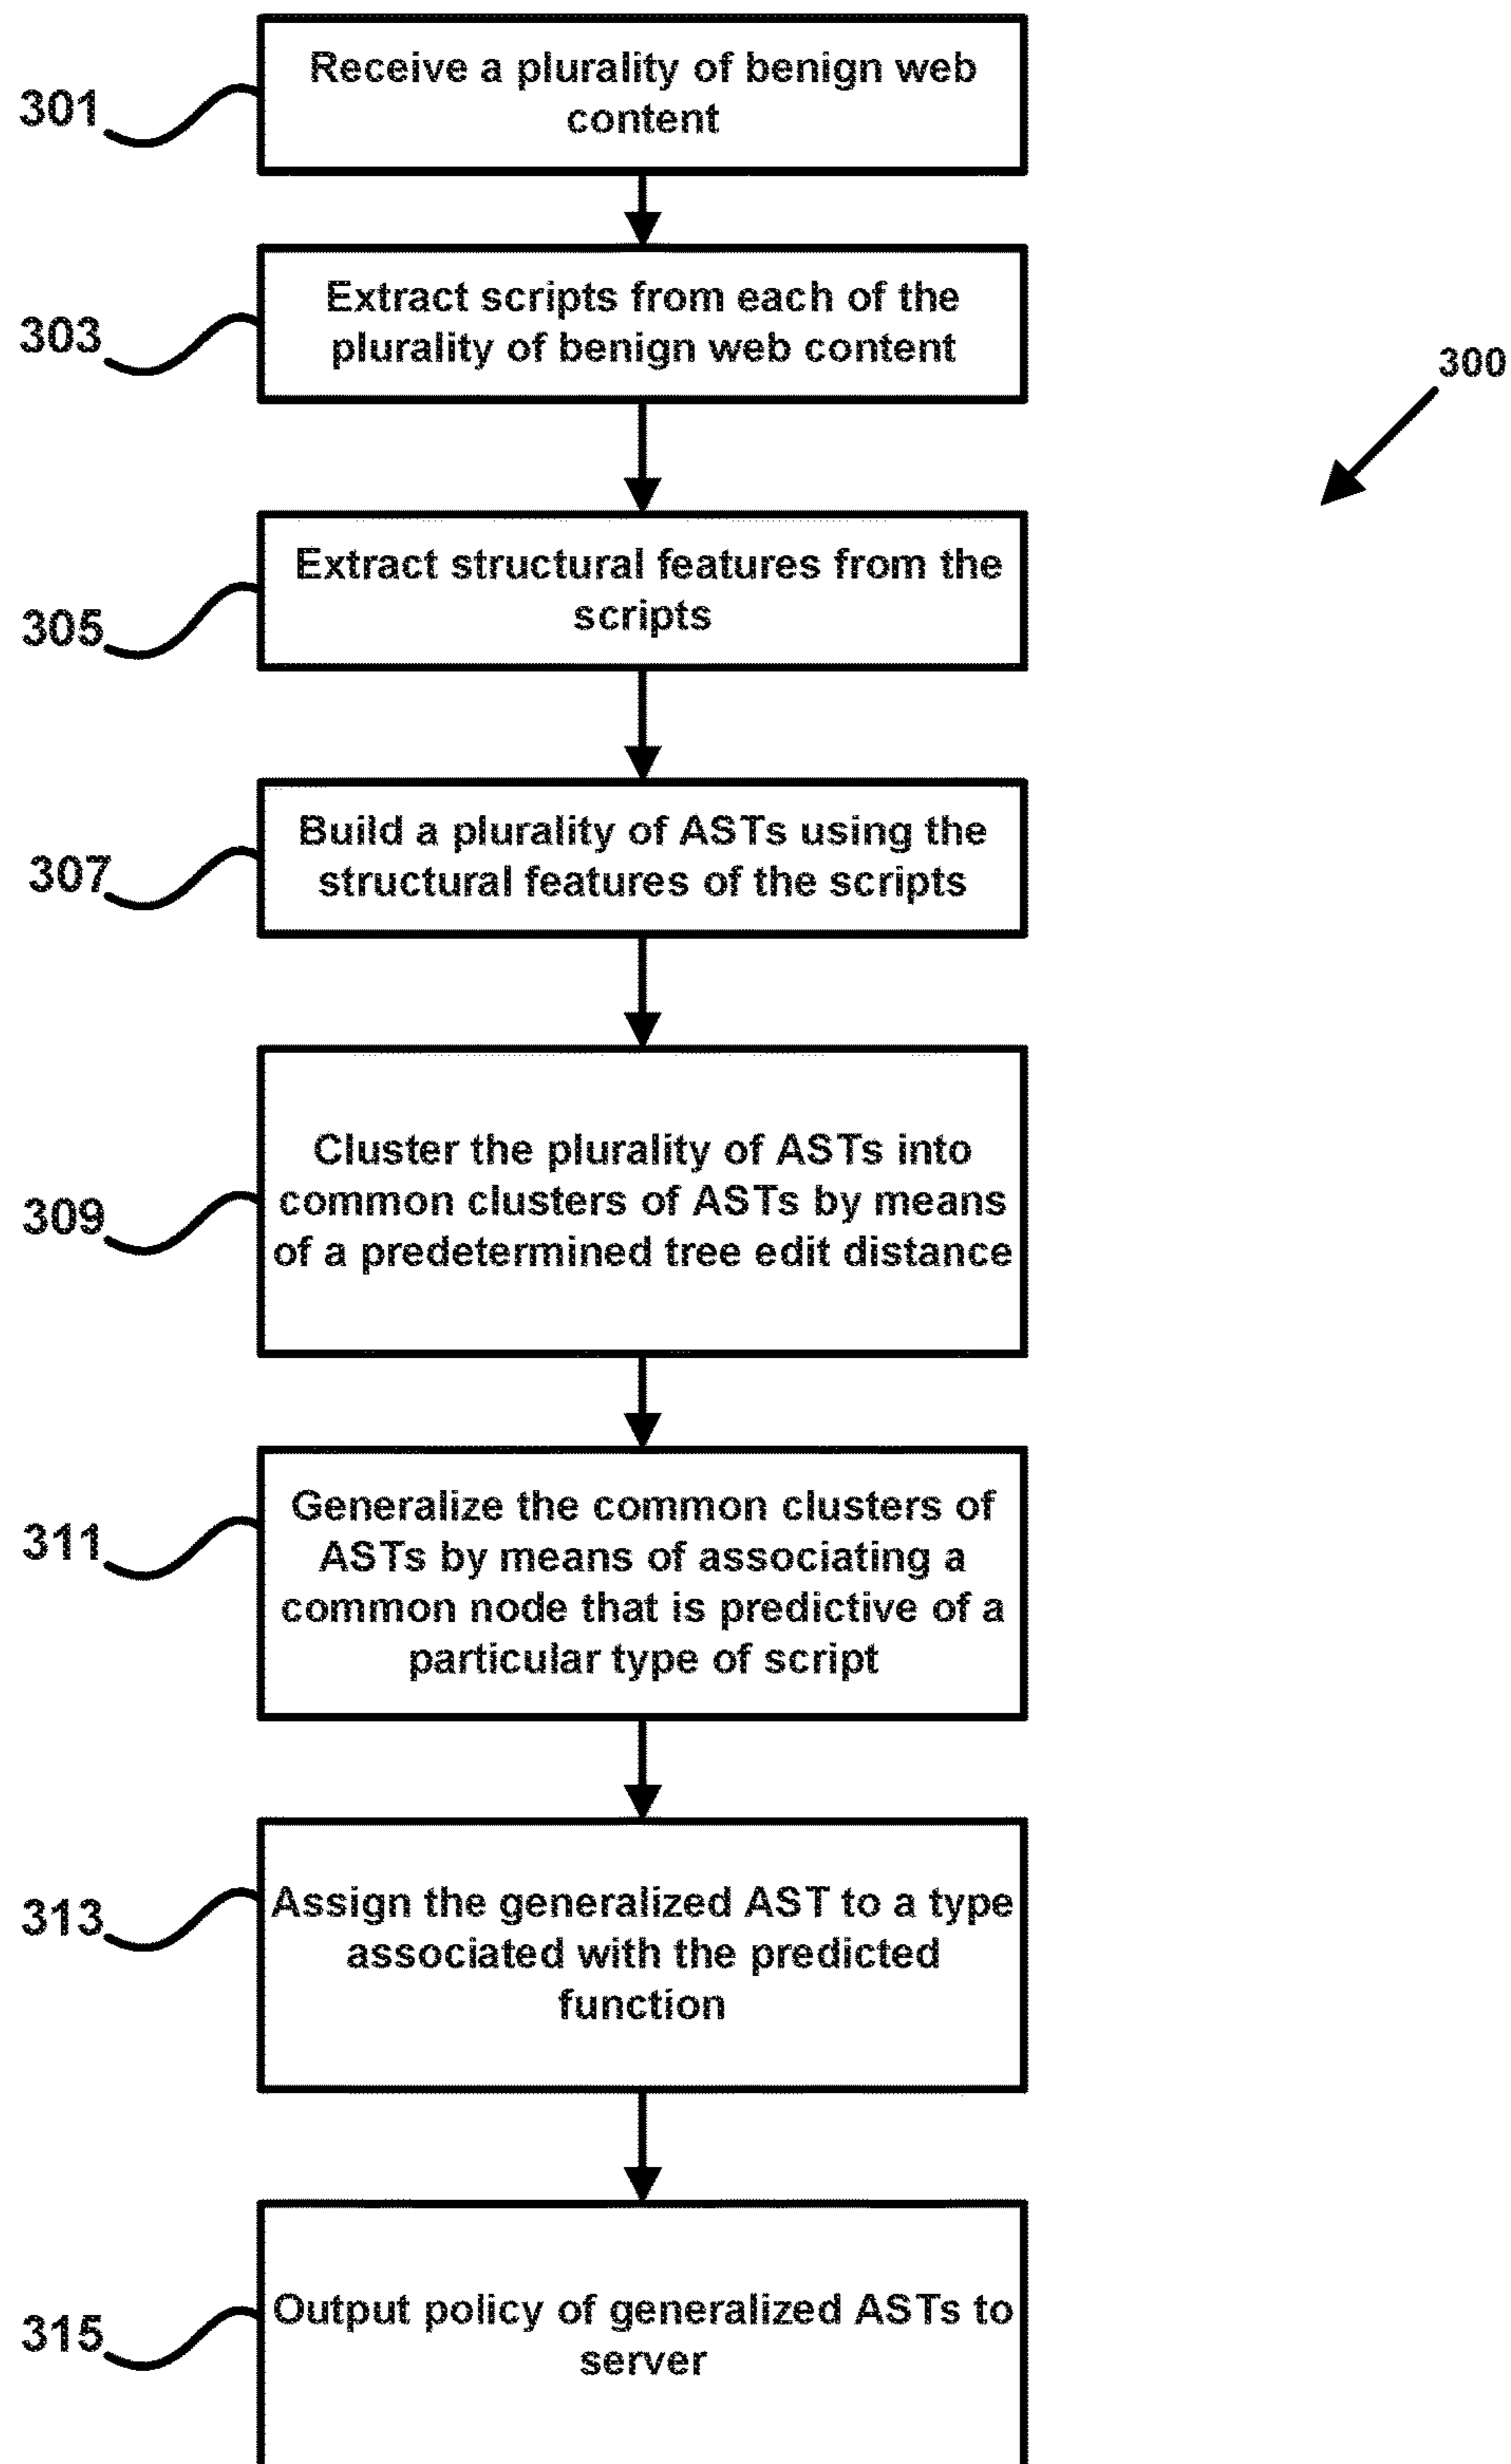 301
Receive a plurality of benign web
content
303
Extract scripts from each of the
plurality of benign web content
300
305
Extract structural features from the
scripts
307
Build a plurality of ASTs using the
structural features of the scripts
309
Cluster the plurality of ASTs into
common clusters of ASTs by means
of a predetermined tree edit distance
311
Generalize the common clusters of
ASTs by means of associating a
common node that is predictive of a
particular type of script
313
Assign the generalized AST to a type
associated with the predicted
function
315
Output policy of generalized ASTs to
server